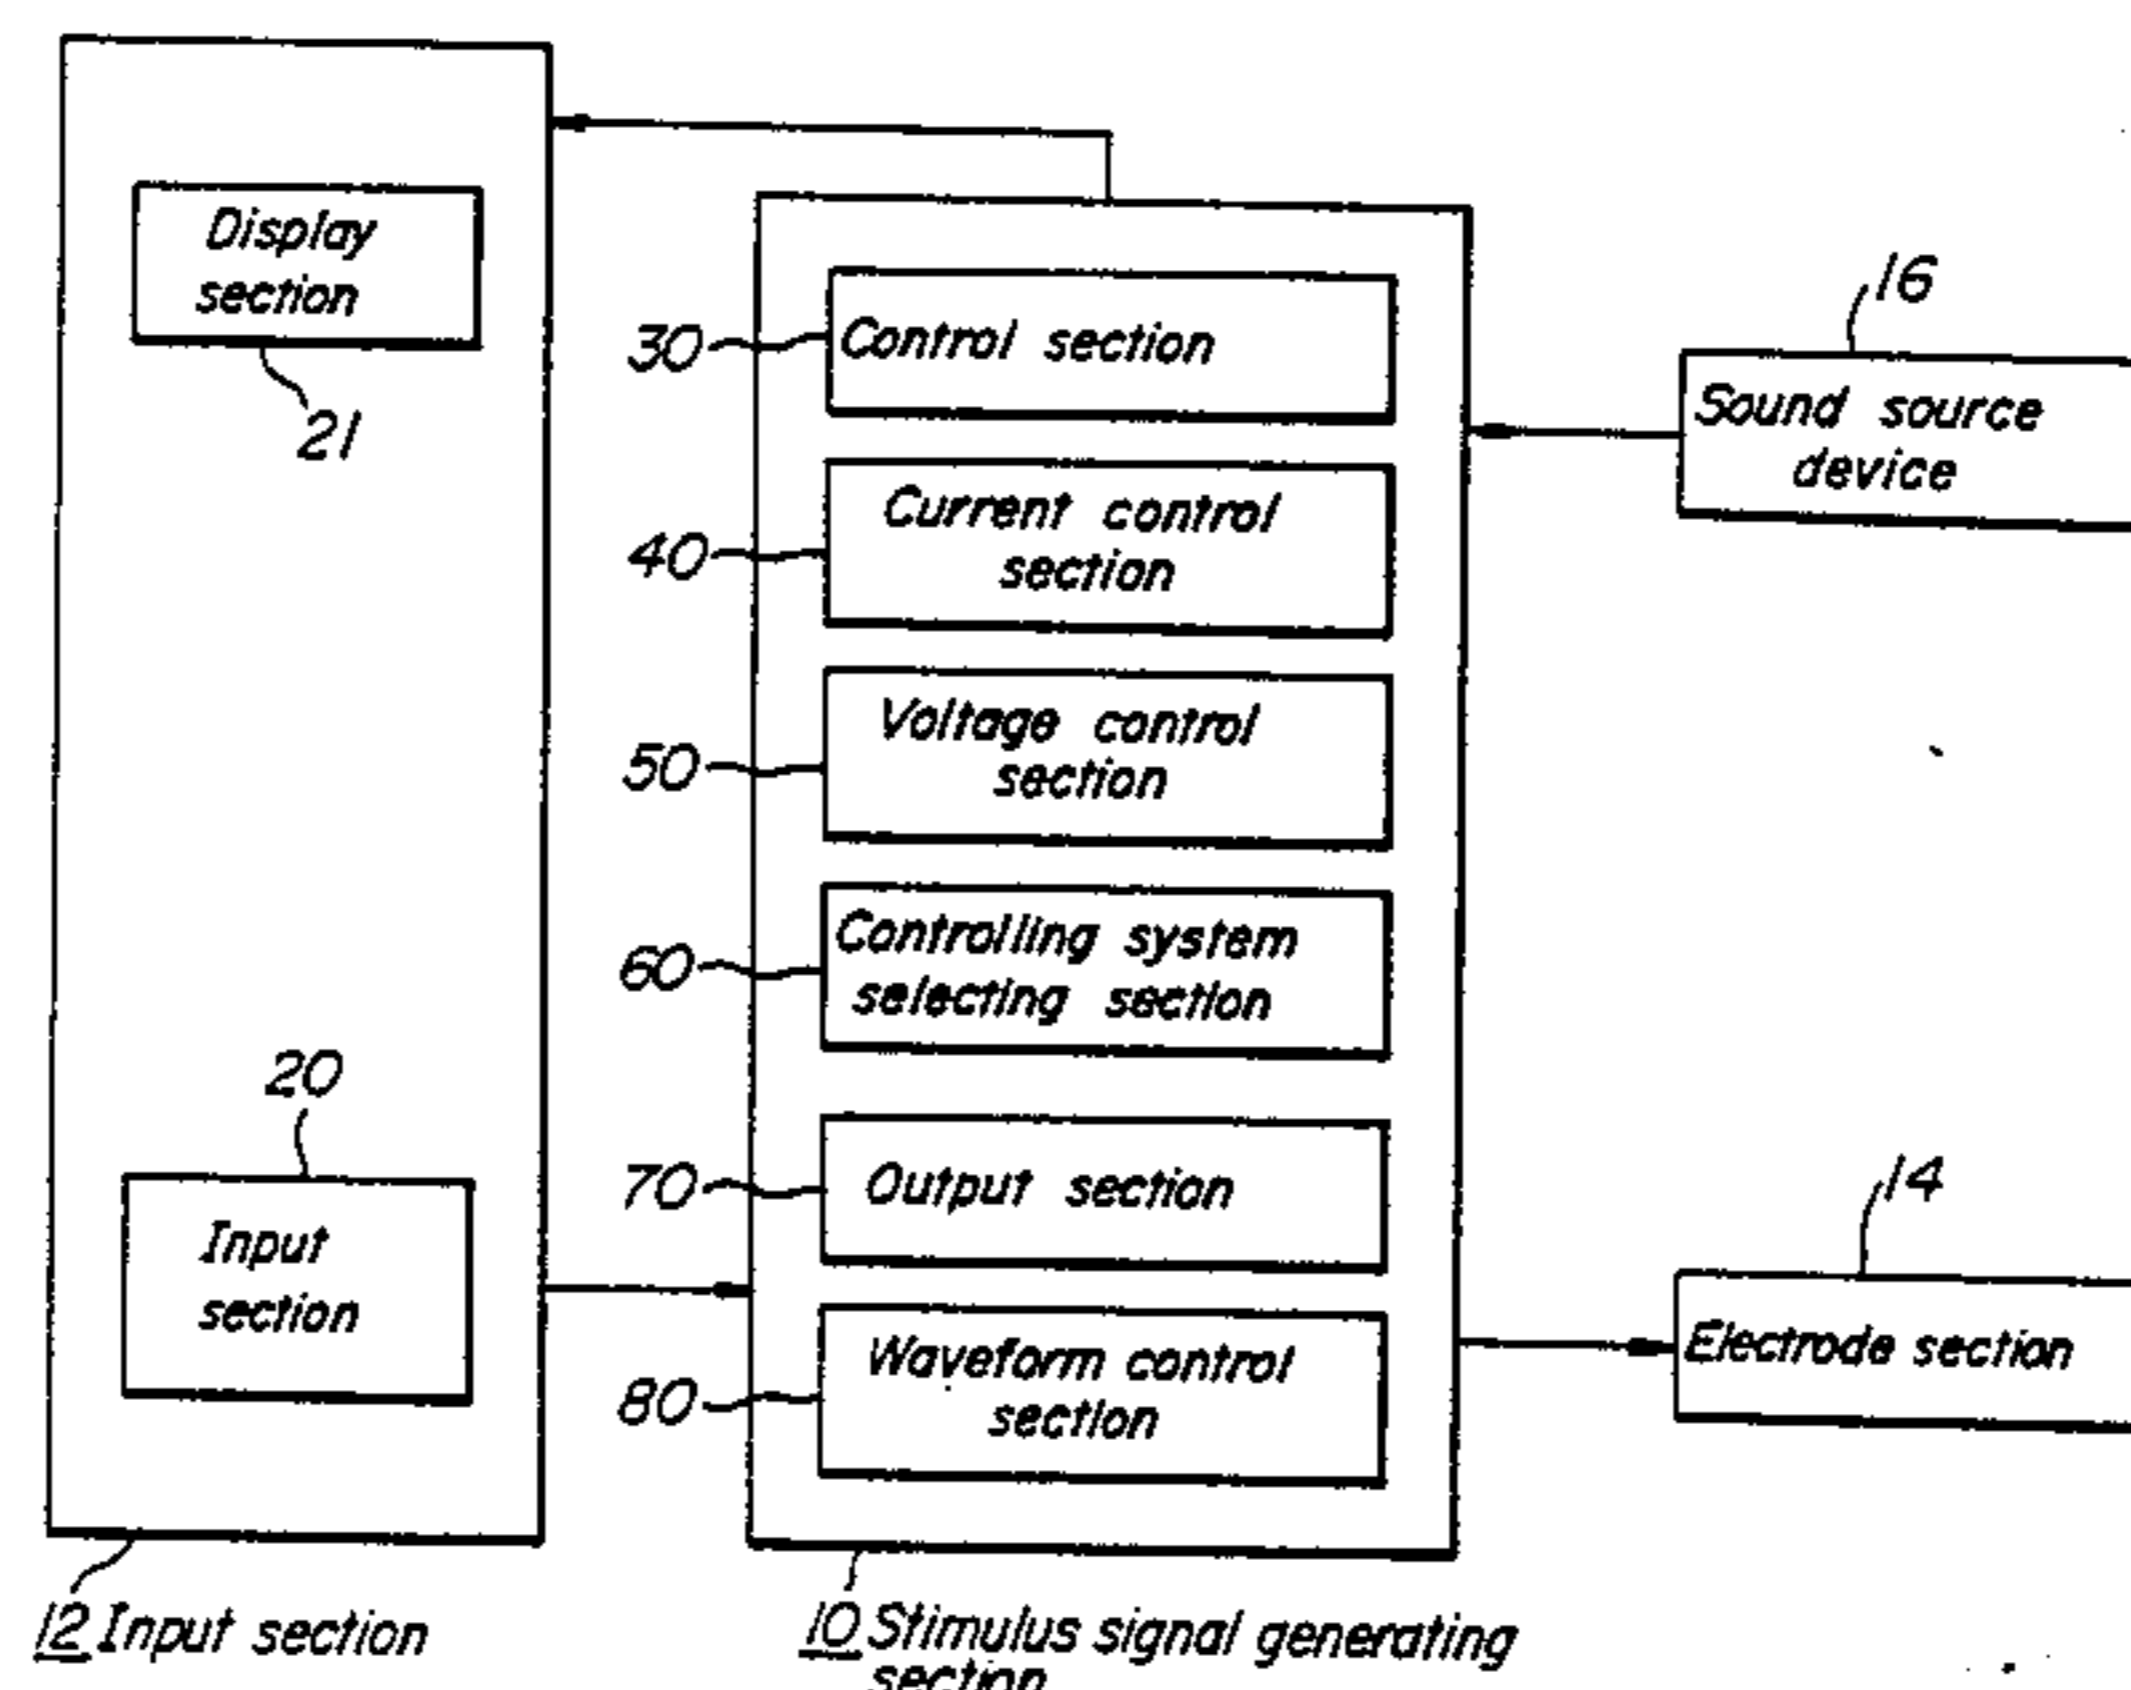 Display
section
21
20
Input
section
12 Input section
30
Control section
40
Current control
section
50
Voltage control
section
60
Controlling system
selecting section
70
Output section
80
Waveform control
section
10 Stimulus signal generating
section
16
Sound source
device
14
Electrode section